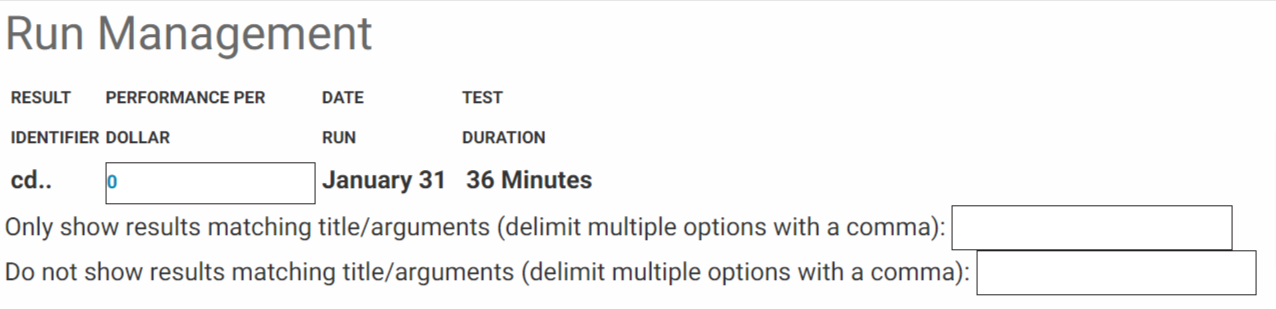 Run Management
RESULT PERFORMANCE PER DATE TEST
IDENTIFIER DOLLAR RUN DURATION
cd.. 0 January 31 36 Minutes
Only show results matching title/arguments (delimit multiple options with a comma):
Do not show results matching title/arguments (delimit multiple options with a comma):